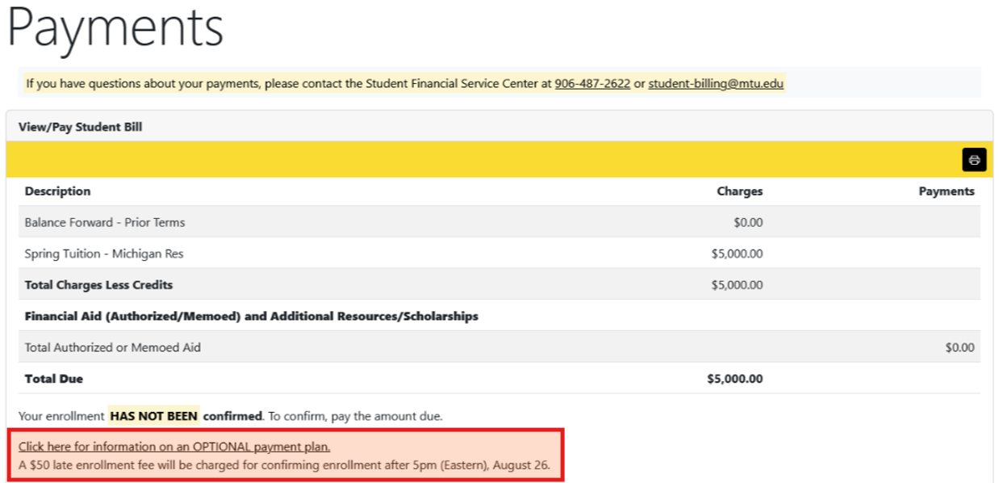 Payments
If you have questions about your payments, please contact the Student Financial Service Center at 906-487-2622 or student-billing@mtu.edu
View/Pay Student Bill
Description Charges Payments
Balance Forward - Prior Terms $0.00
Spring Tuition - Michigan Res $5,000.00
Total Charges Less Credits $5,000.00
Financial Aid (Authorized/Memoed) and Additional Resources/Scholarships
Total Authorized or Memoed Aid $0.00
Total Due $5,000.00
Your enrollment HAS NOT BEEN confirmed. To confirm, pay the amount due.
Click here for information on an OPTIONAL payment plan.
A $50 late enrollment fee will be charged for confirming enrollment after 5pm (Eastern), August 26.